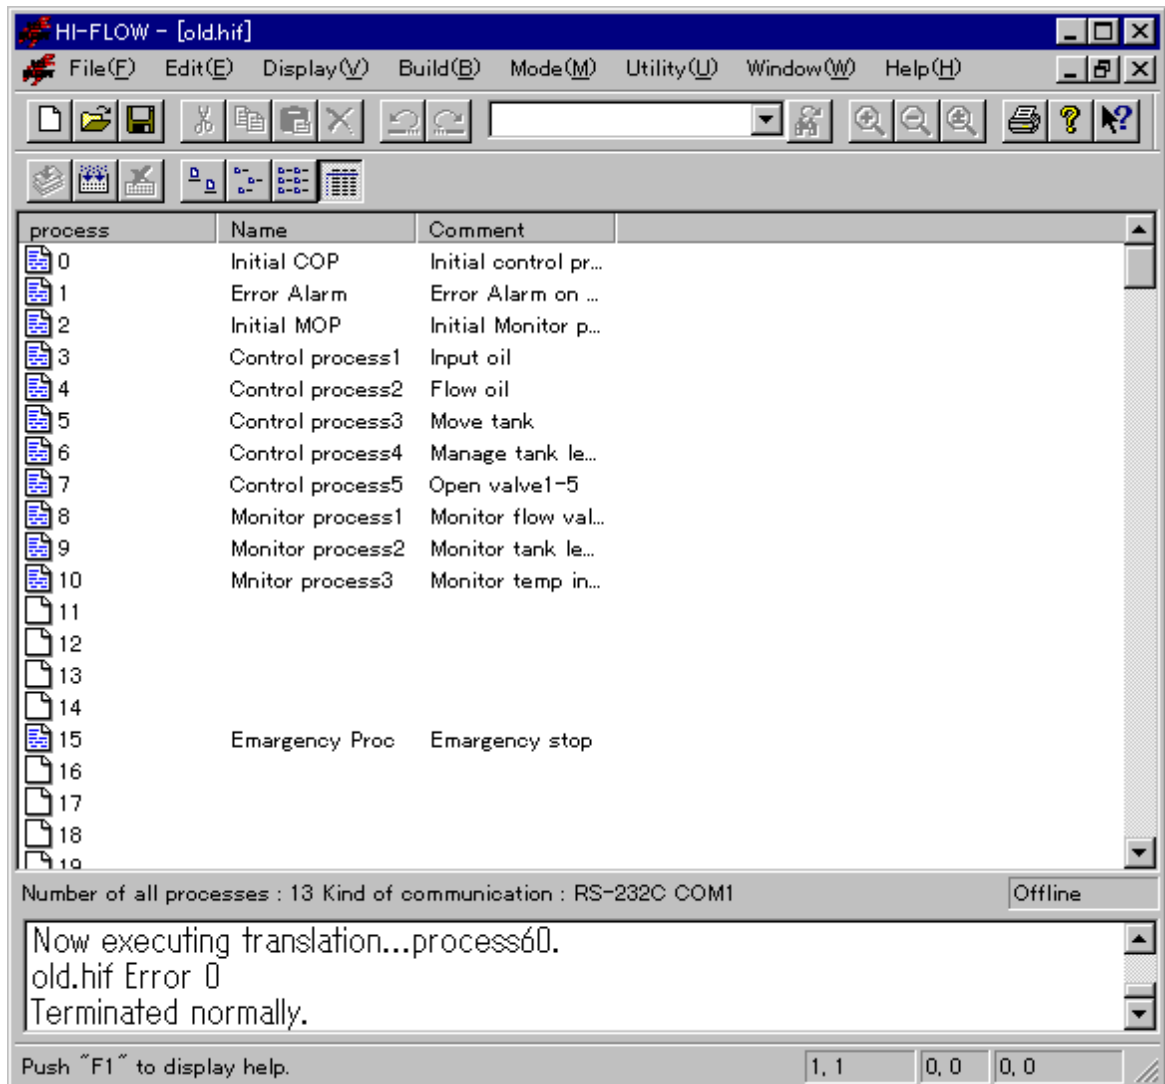 HI-FLOW - [old.hif]
File(F) Edit(E) Display(V) Build(B) Mode(M) Utility(U) Window(W) Help(H)
process Name Comment
0 Initial COP Initial control pr...
1 Error Alarm Error Alarm on ...
2 Initial MOP Initial Monitor p...
3 Control process1 Input oil
4 Control process2 Flow oil
5 Control process3 Move tank
6 Control process4 Manage tank le...
7 Control process5 Open valve1-5
8 Monitor process1 Monitor flow val...
9 Monitor process2 Monitor tank le...
10 Mnitor process3 Monitor temp in...
11
12
13
14
15 Emargency Proc Emargency stop
16
17
18
19
Number of all processes : 13 Kind of communication : RS-232C COM1 Offline
Now executing translation...process60.
old.hif Error 0
Terminated normally.
Push ˝F1˝ to display help. 1, 1 0, 0 0, 0